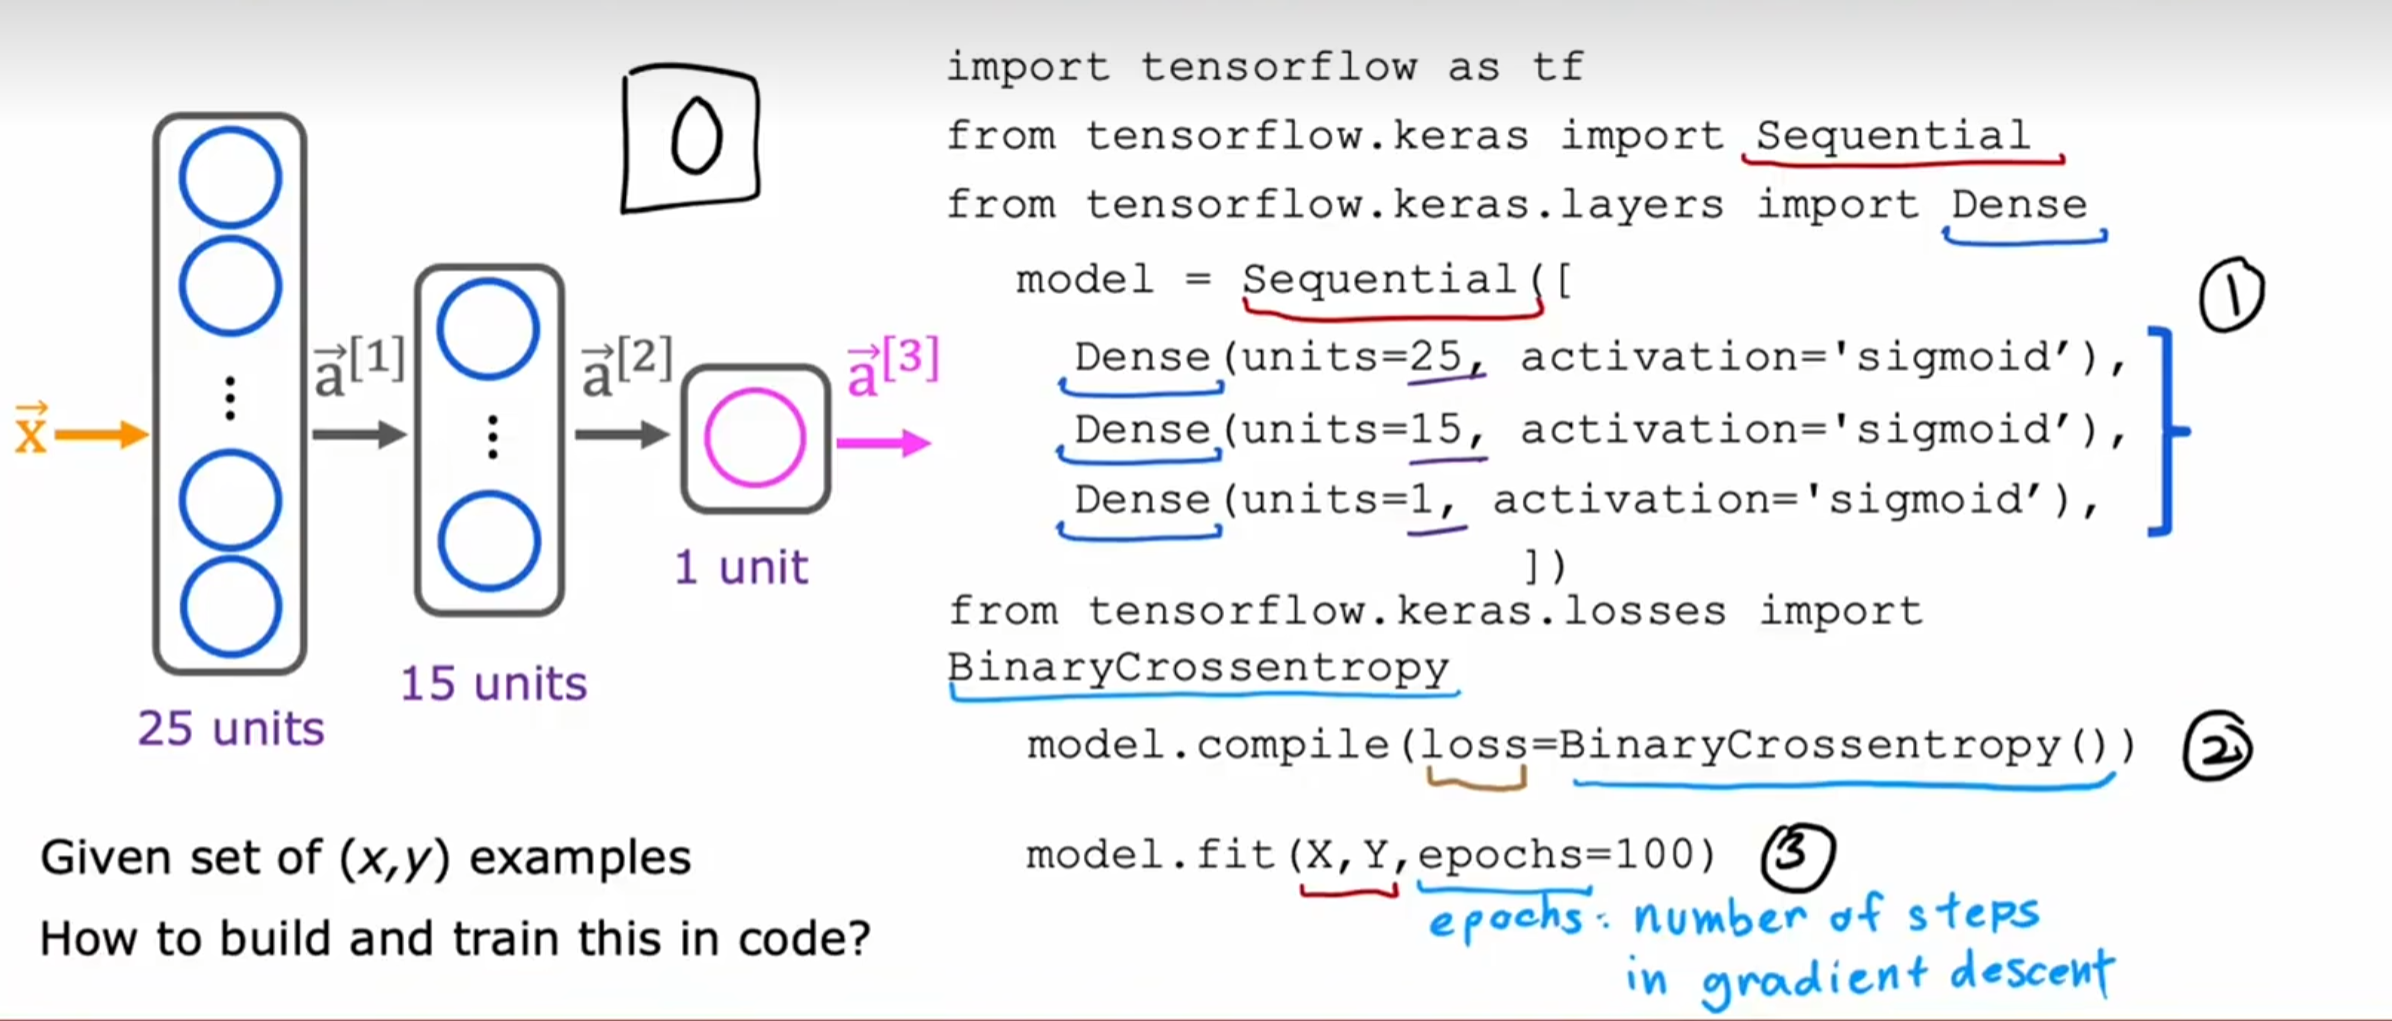 0
x
a[1]
a[2]
a[3]
25 units
15 units
1 unit
Given set of (x,y) examples
How to build and train this in code?
import tensorflow as tf
from tensorflow.keras import Sequential
from tensorflow.keras.layers import Dense
model = Sequential([
Dense(units=25, activation='sigmoid’),
Dense(units=15, activation='sigmoid’),
Dense(units=1, activation='sigmoid’),
])
1
from tensorflow.keras.losses import
BinaryCrossentropy
model.compile(loss=BinaryCrossentropy()) 2
model.fit(X,Y,epochs=100) 3
epochs: number of steps
in gradient descent